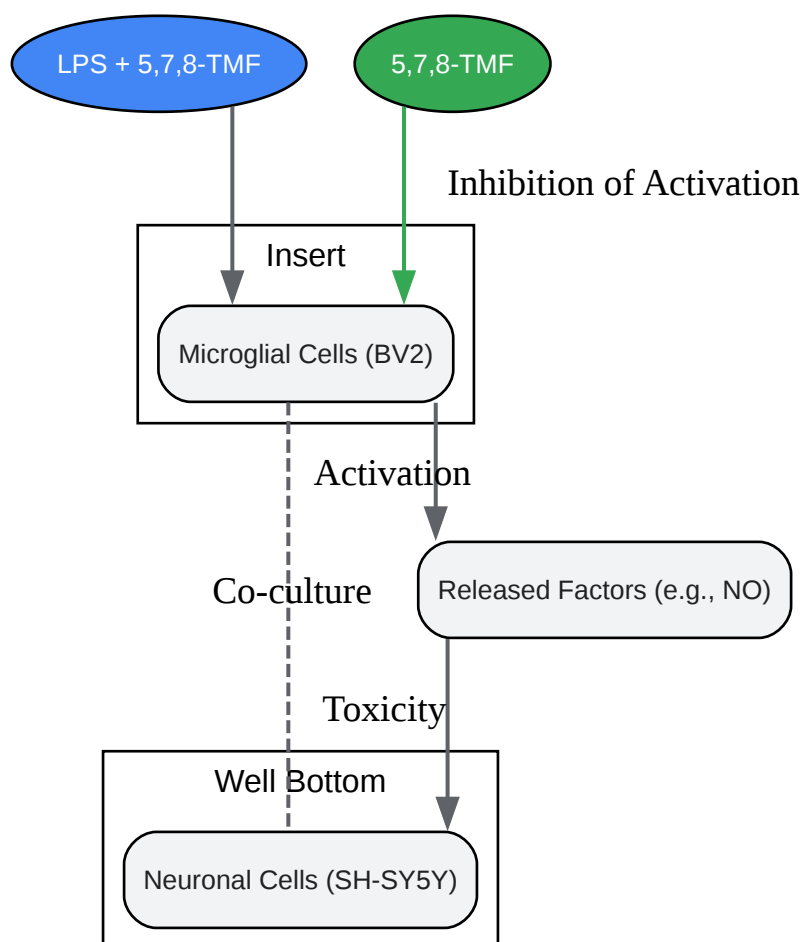 LPS + 5,7,8-TMF
5,7,8-TMF
Inhibition of Activation
Insert
Microglial Cells (BV2)
Activation
Co-culture
Released Factors (e.g., NO)
Toxicity
Well Bottom
Neuronal Cells (SH-SY5Y)